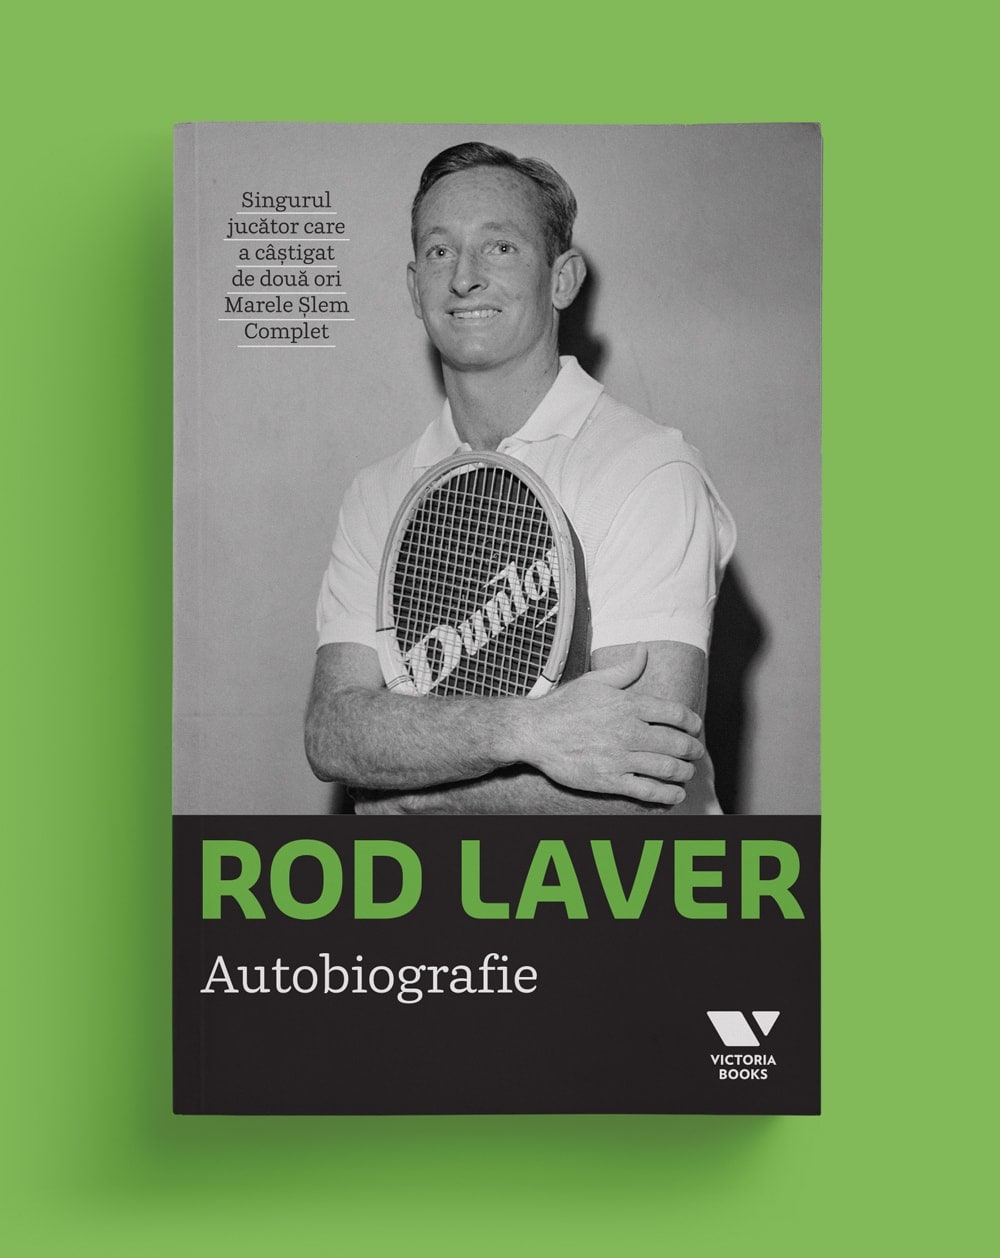 Singurul
jucător care
a câștigat
de două ori
Marele Șlem
Complet
Dunlop
ROD LAVER
Autobiografie
VICTORIA
BOOKS